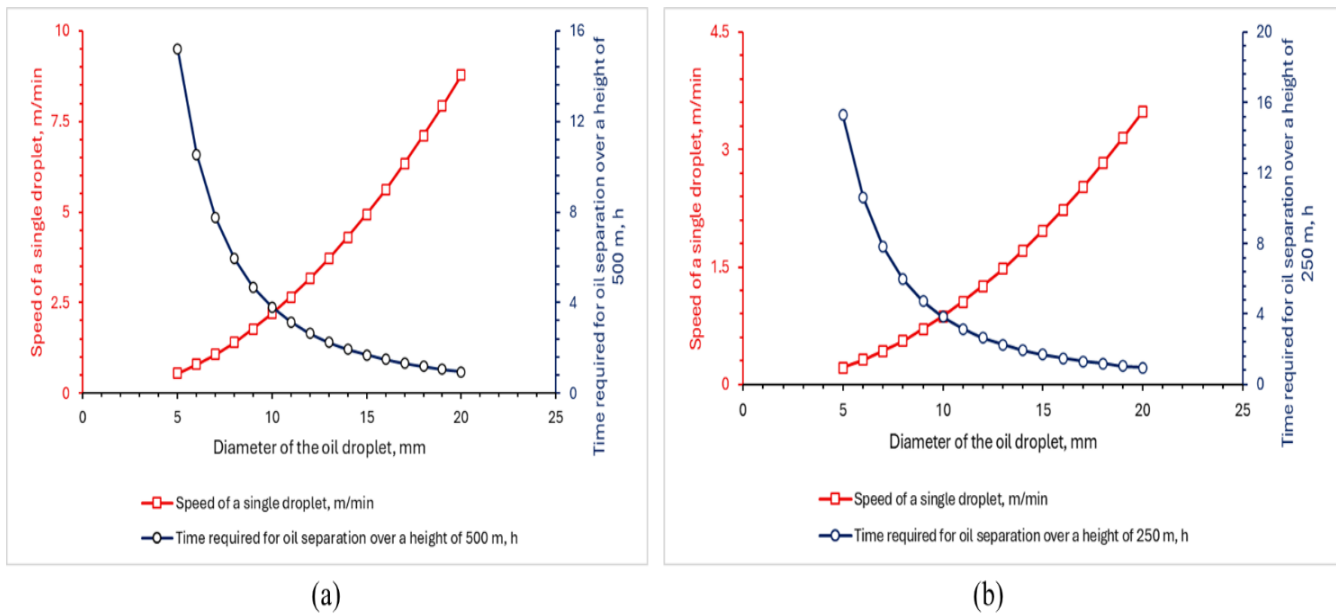 Speed of a single droplet, m/min
10
7.5
5
2.5
0
0 5 10 15 20 25
Diameter of the oil droplet, mm
16
12
8
4
0
Time required for oil separation over a height of
500 m, h
Speed of a single droplet, m/min
Time required for oil separation over a height of 500 m, h
(a)
Speed of a single droplet, m/min
4.5
3
1.5
0
0 5 10 15 20 25
Diameter of the oil droplet, mm
20
16
12
8
4
0
Time required for oil separation over a height of
250 m, h
Speed of a single droplet, m/min
Time required for oil separation over a height of 250 m, h
(b)